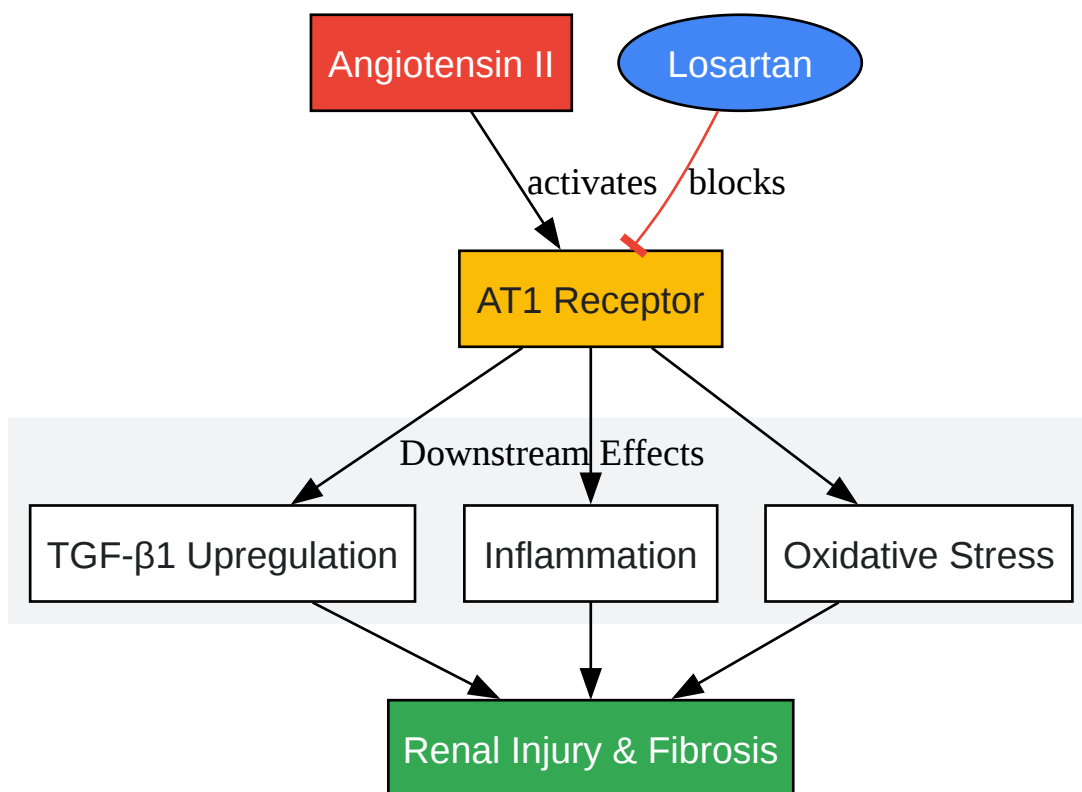 Angiotensin II
Losartan
activates
blocks
AT1 Receptor
Downstream Effects
TGF-β1 Upregulation
Inflammation
Oxidative Stress
Renal Injury & Fibrosis